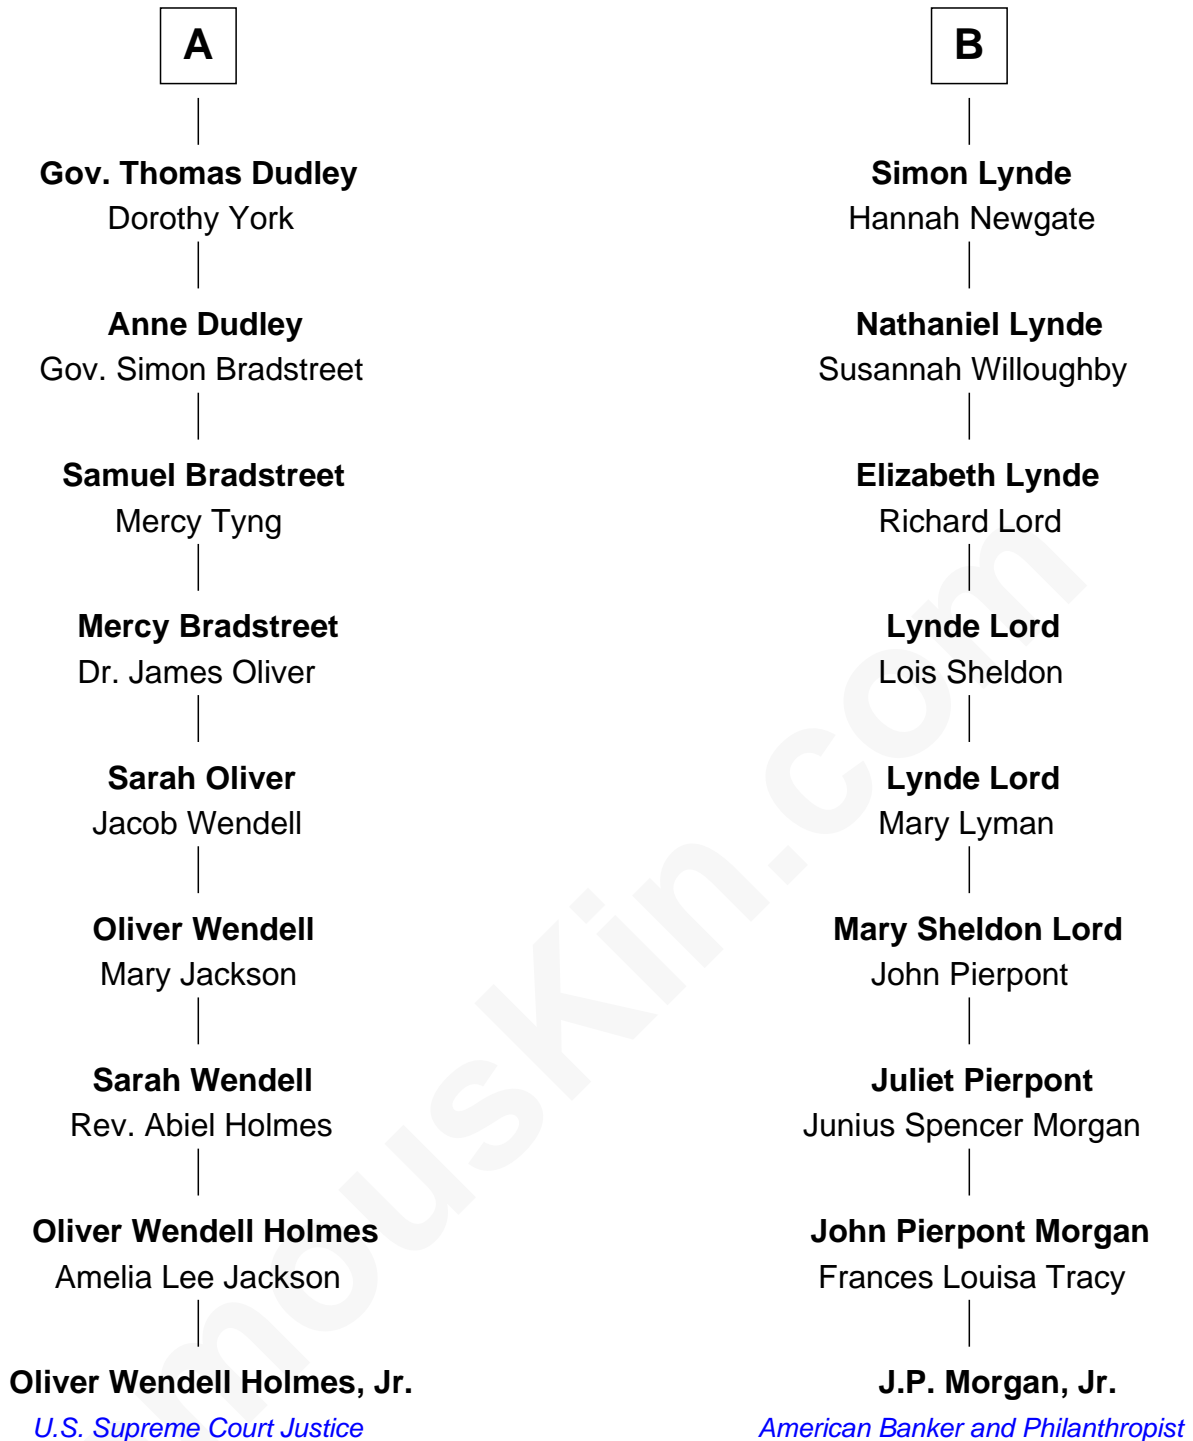 A
Gov. Thomas Dudley
Dorothy York
Anne Dudley
Gov. Simon Bradstreet
Samuel Bradstreet
Mercy Tyng
Mercy Bradstreet
Dr. James Oliver
Sarah Oliver
Jacob Wendell
Oliver Wendell
Mary Jackson
Sarah Wendell
Rev. Abiel Holmes
Oliver Wendell Holmes
Amelia Lee Jackson
Oliver Wendell Holmes, Jr.
U.S. Supreme Court Justice
B
Simon Lynde
Hannah Newgate
Nathaniel Lynde
Susannah Willoughby
Elizabeth Lynde
Richard Lord
Lynde Lord
Lois Sheldon
Lynde Lord
Mary Lyman
Mary Sheldon Lord
John Pierpont
Juliet Pierpont
Junius Spencer Morgan
John Pierpont Morgan
Frances Louisa Tracy
J.P. Morgan, Jr.
American Banker and Philanthropist
mouskin.com